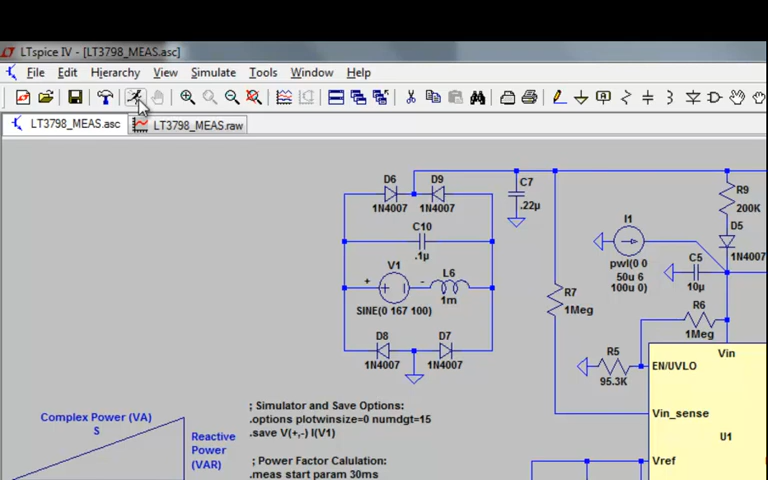 LTspice IV - [LT3798_MEAS.asc]
File Edit Hierarchy View Simulate Tools Window Help
LT3798_MEAS.asc LT3798_MEAS.raw
D6 D9
1N4007 1N4007
C7
.22µ
R9
200K
C10
.1µ
I1
D5
1N4007
pwl(0 0
50u 6
100u 0)
C5
10µ
V1
+ -
L6
1m
SINE(0 167 100)
R7
1Meg
R6
1Meg
D8 D7
1N4007 1N4007
R5
95.3K
Vin
EN/UVLO
Vin_sense
U1
Vref
Complex Power (VA)
S
Reactive
Power
(VAR)
; Simulator and Save Options:
.options plotwinsize=0 numdgt=15
.save V(+,-) I(V1)
; Power Factor Calulation:
.meas start param 30ms